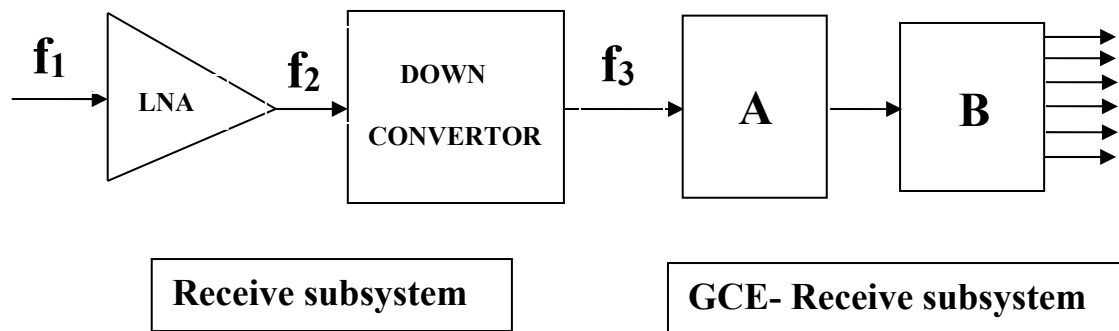 f1
LNA
f2
DOWN
CONVERTOR
f3
A
B
Receive subsystem
GCE- Receive subsystem